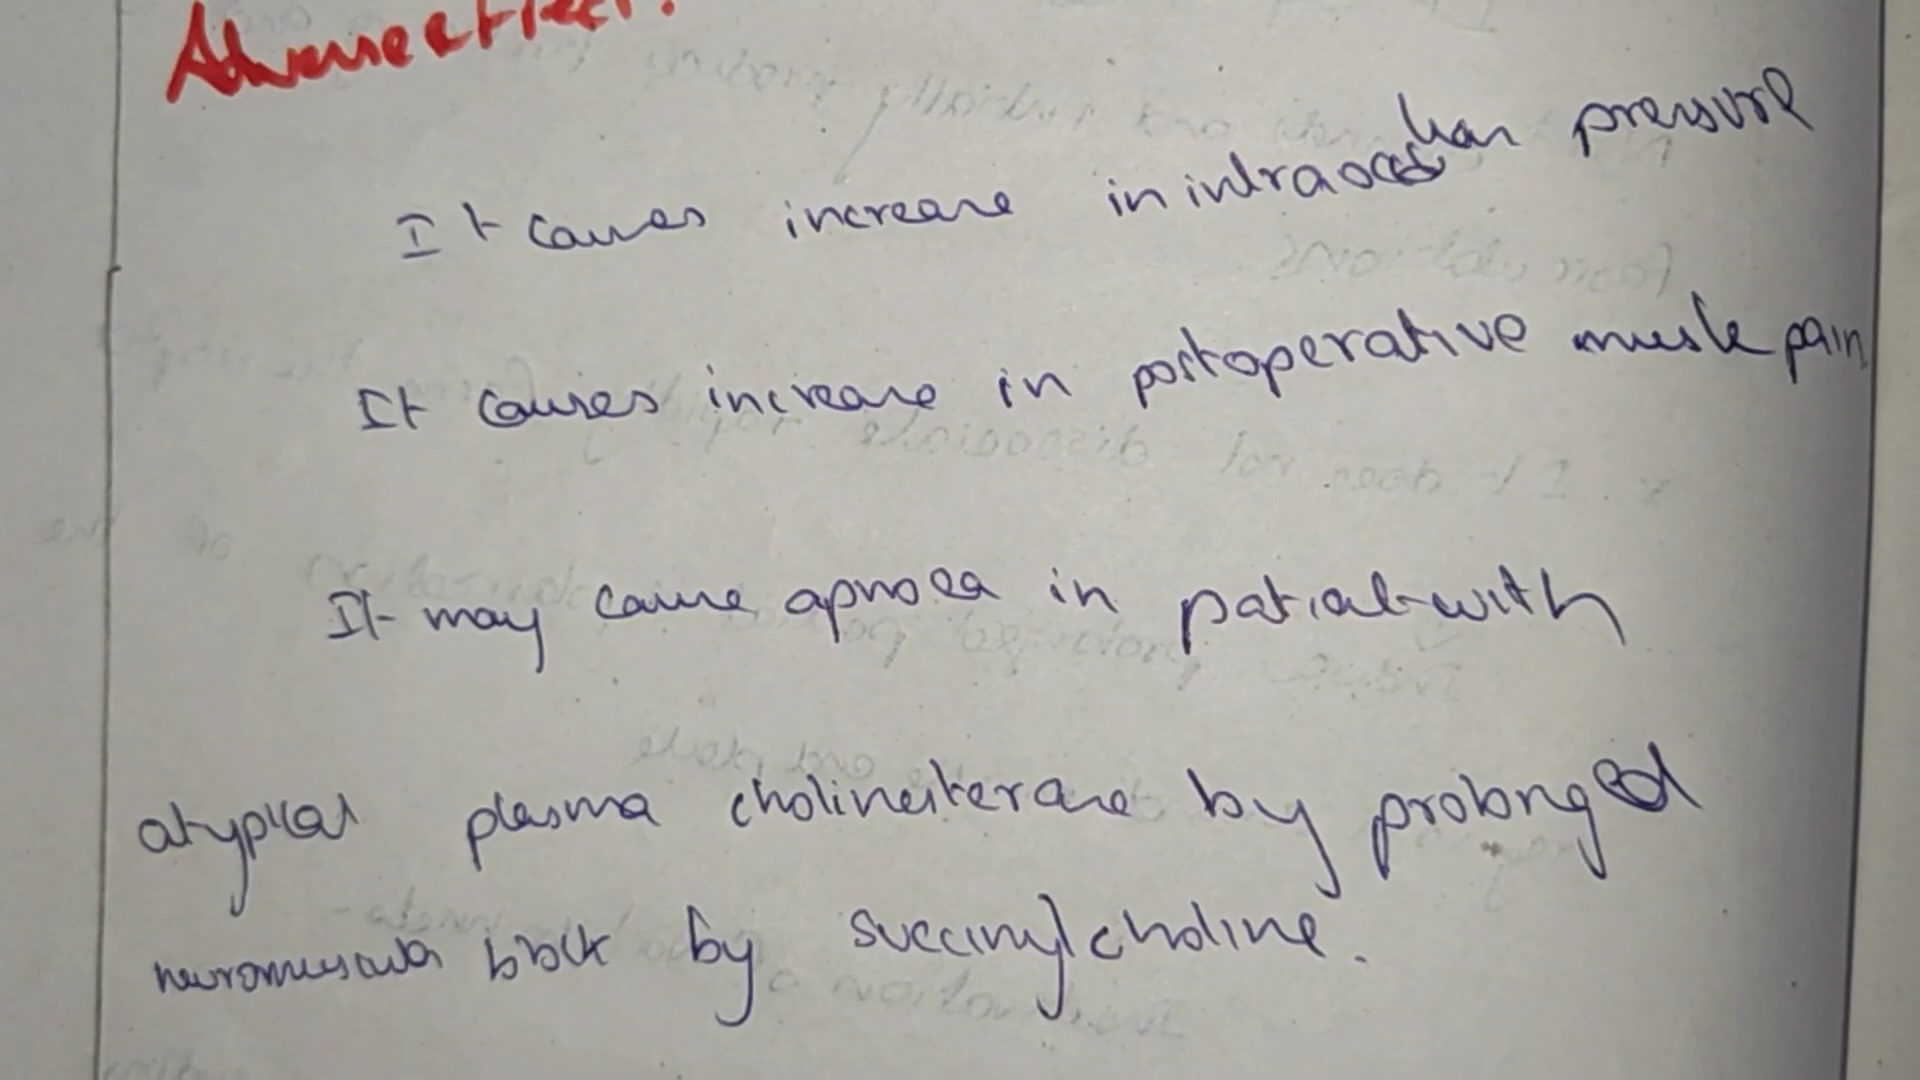 Adverse effect:
It causes increase in intraocular pressure
It causes increase in postoperative muscle pain
It may cause apnoea in patient with
atypical plasma cholinesterase by prolonged
neuromuscular block by succinylcholine.